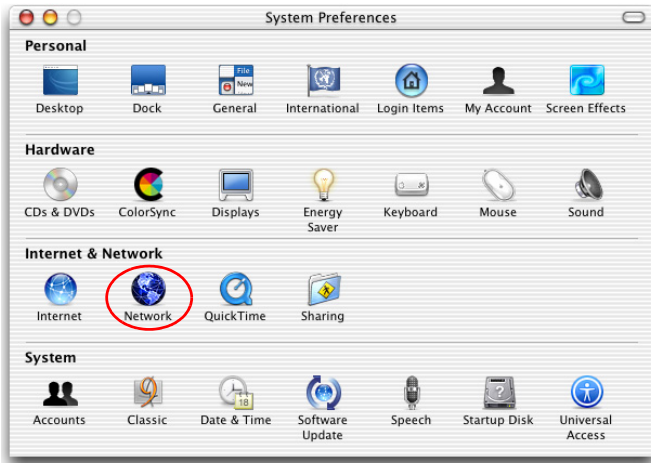 System Preferences
Personal
File
New
Desktop Dock General International Login Items My Account Screen Effects
Hardware
CDs & DVDs ColorSync Displays Energy Saver Keyboard Mouse Sound
Internet & Network
Internet Network QuickTime Sharing
System
9
18
?
Accounts Classic Date & Time Software Update Speech Startup Disk Universal Access